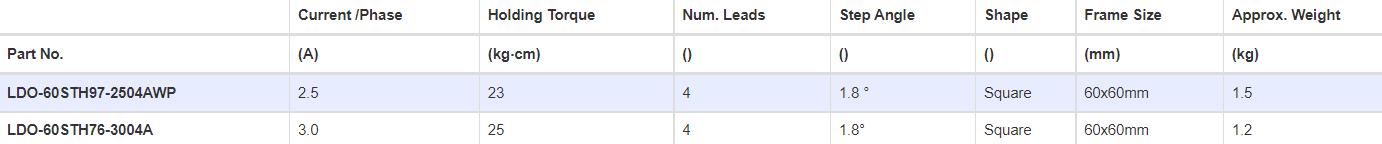 Current /Phase Holding Torque Num. Leads Step Angle Shape Frame Size Approx. Weight
Part No. (A) (kg·cm) () () () (mm) (kg)
LDO-60STH97-2504AWP 2.5 23 4 1.8 ° Square 60x60mm 1.5
LDO-60STH76-3004A 3.0 25 4 1.8° Square 60x60mm 1.2